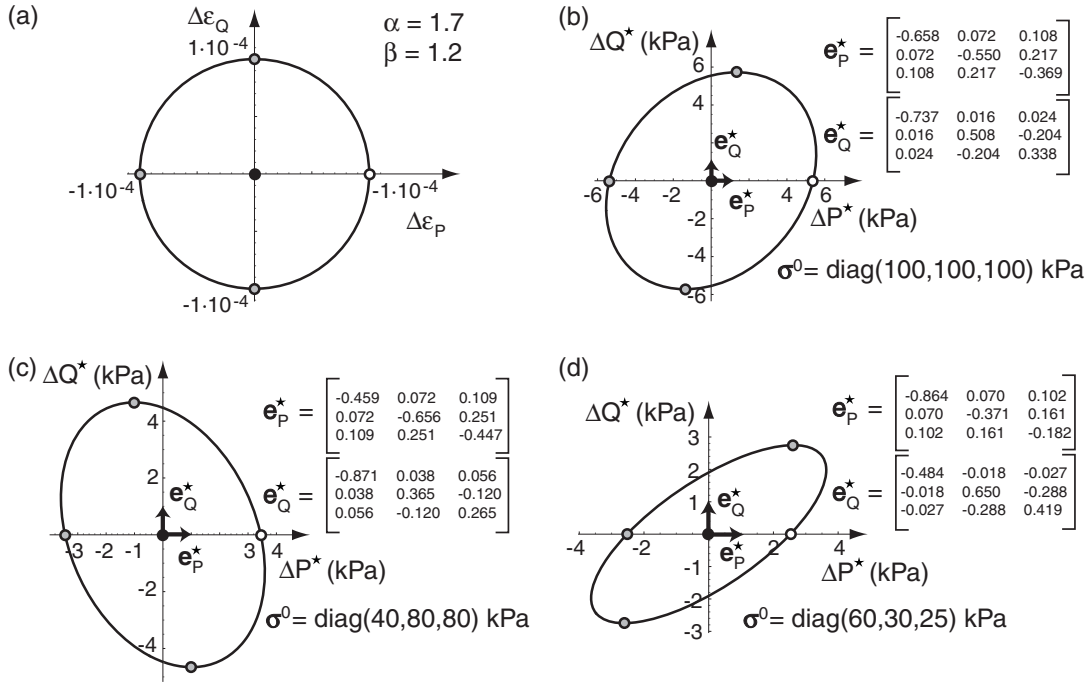 (a)
Δε_Q
1·10⁻⁴
α = 1.7
β = 1.2
-1·10⁻⁴
-1·10⁻⁴
Δε_P
-1·10⁻⁴
(b)
ΔQ★ (kPa)
6
4
2
-6 -4 -2 2 4 6
-2
-4
-6
e★_Q
e★_P
ΔP★ (kPa)
e★_P =
-0.658 0.072 0.108
0.072 -0.550 0.217
0.108 0.217 -0.369
e★_Q =
-0.737 0.016 0.024
0.016 0.508 -0.204
0.024 -0.204 0.338
σ⁰= diag(100,100,100) kPa
(c)
ΔQ★ (kPa)
4
2
-3 -2 -1 3 4
-2
-4
e★_Q
e★_P
ΔP★ (kPa)
e★_P =
-0.459 0.072 0.109
0.072 -0.656 0.251
0.109 0.251 -0.447
e★_Q =
-0.871 0.038 0.056
0.038 0.365 -0.120
0.056 -0.120 0.265
σ⁰= diag(40,80,80) kPa
(d)
ΔQ★ (kPa)
3
2
1
-4 -2 2 4
-1
-2
-3
e★_Q
e★_P
ΔP★ (kPa)
e★_P =
-0.864 0.070 0.102
0.070 -0.371 0.161
0.102 0.161 -0.182
e★_Q =
-0.484 -0.018 -0.027
-0.018 0.650 -0.288
-0.027 -0.288 0.419
σ⁰= diag(60,30,25) kPa